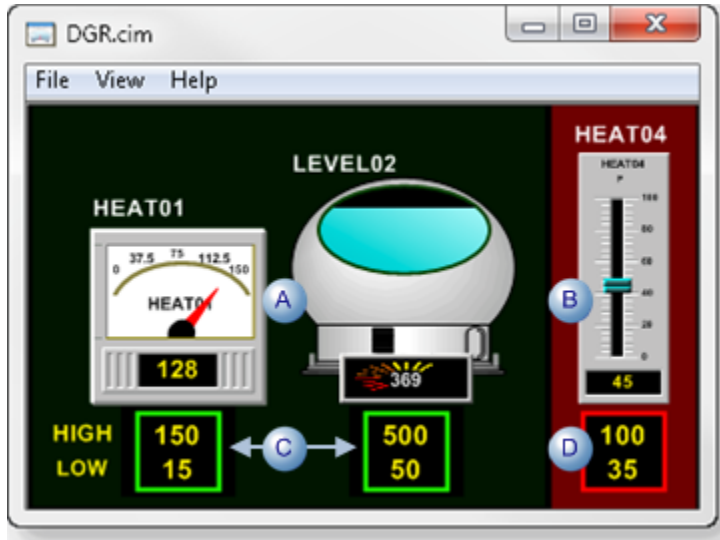 DGR.cim
File View Help
HEAT04
HEAT04
F
100
80
60
40
20
0
45
LEVEL02
369
HEAT01
0 37.5 75 112.5 150
HEAT01
128
A
B
HIGH 150 500 100
LOW 15 50 35
C
D